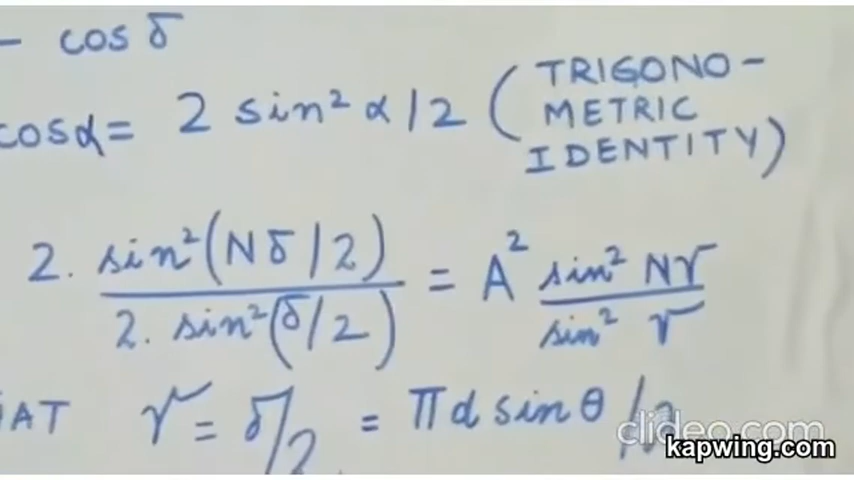 - cos δ
cosα = 2 sin² α/2 (TRIGONO-
METRIC
IDENTITY)
2. sin²(Nδ/2) / 2. sin²(δ/2) = A² sin² Nγ / sin² γ
AT γ = δ/2 = πd sin θ /
clideo.com
kapwing.com